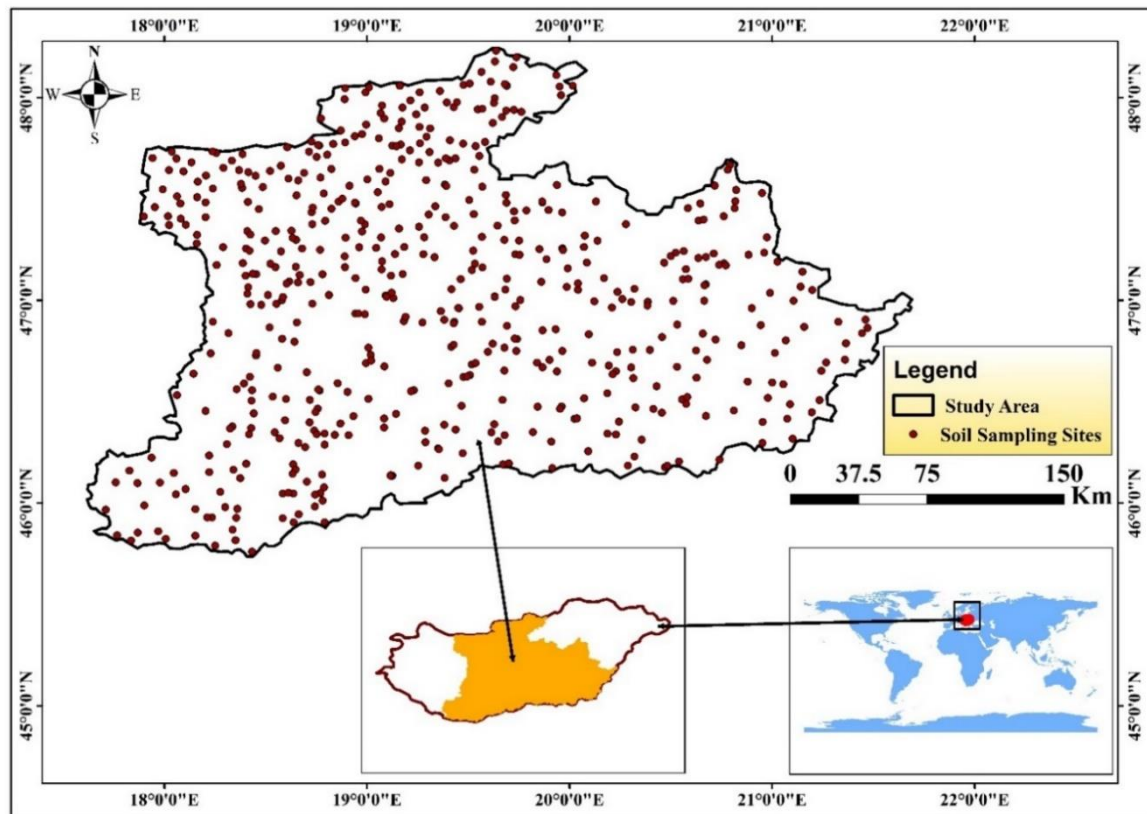 18°0'0"E 19°0'0"E 20°0'0"E 21°0'0"E 22°0'0"E
N
W E
S
48°0'0"N 48°0'0"N
47°0'0"N 47°0'0"N
Legend
Study Area
Soil Sampling Sites
0 37.5 75 150
Km
46°0'0"N 46°0'0"N
45°0'0"N 45°0'0"N
18°0'0"E 19°0'0"E 20°0'0"E 21°0'0"E 22°0'0"E